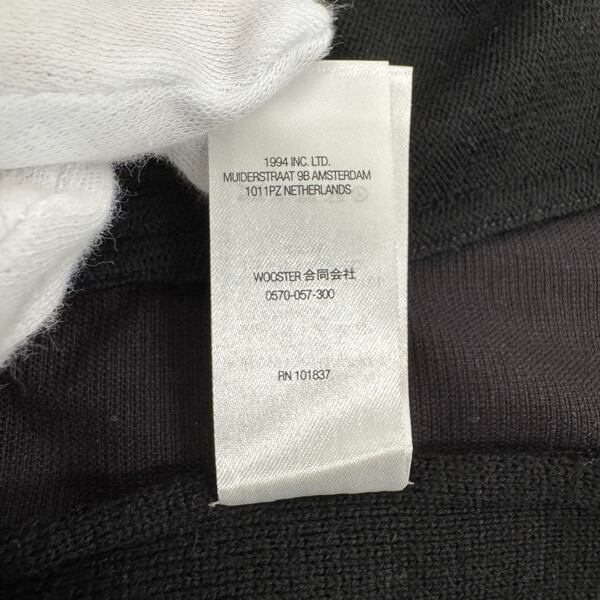 1994 INC. LTD.
MUIDERSTRAAT 9B AMSTERDAM
1011PZ NETHERLANDS
WOOSTER 合同会社
0570-057-300
RN 101837